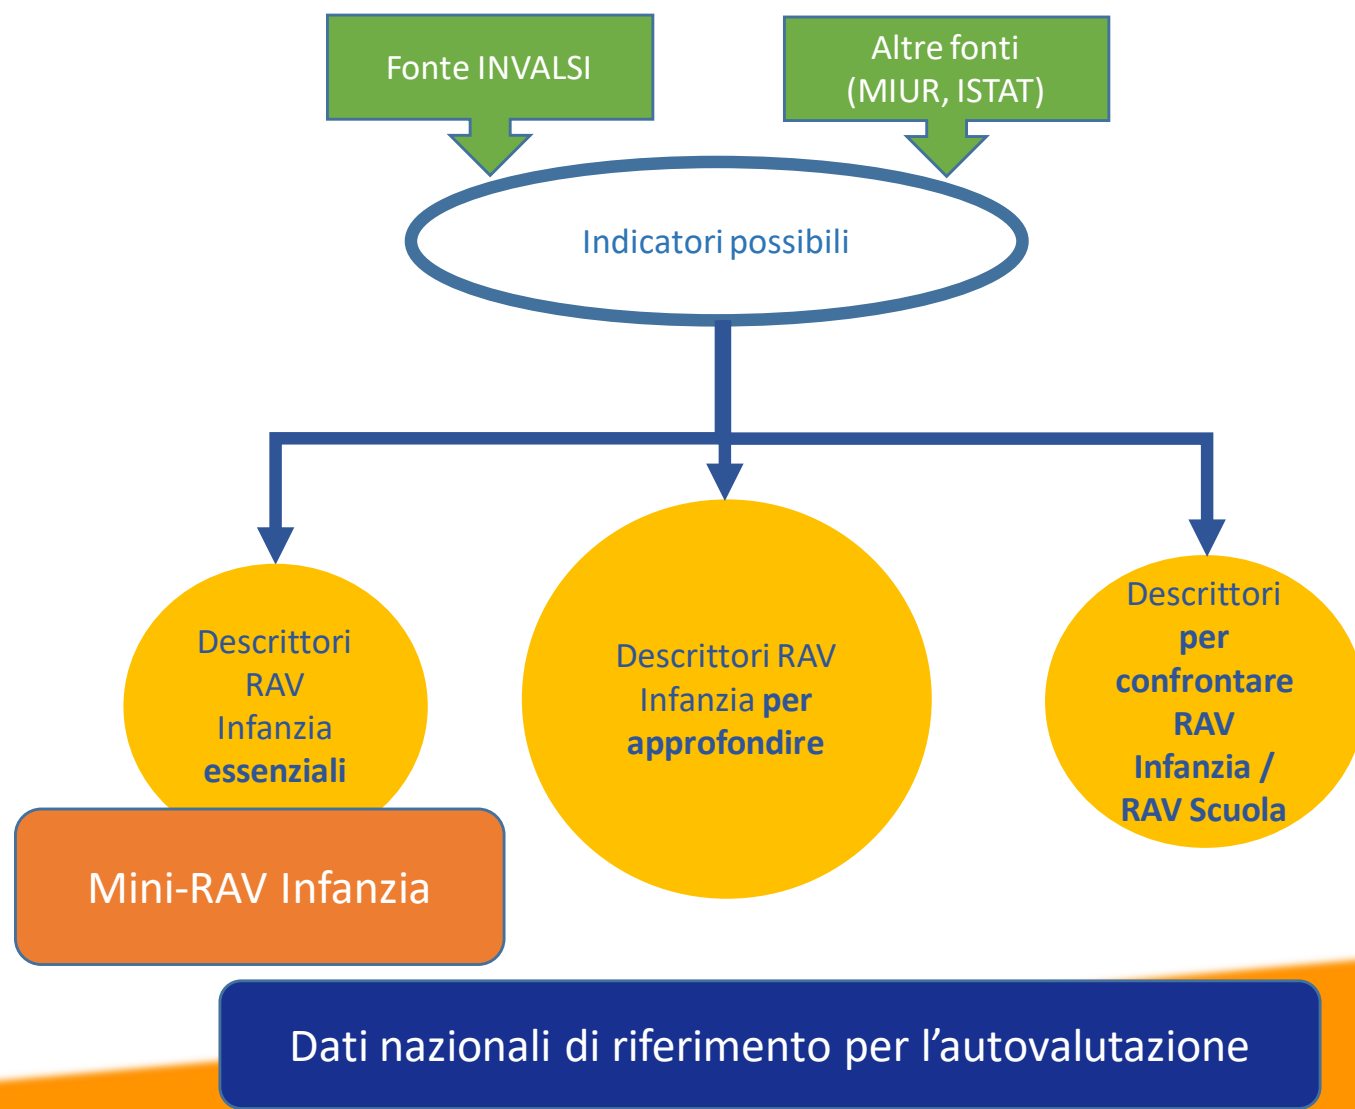 Fonte INVALSI
Altre fonti
(MIUR, ISTAT)
Indicatori possibili
Descrittori
RAV
Infanzia
essenziali
Descrittori RAV
Infanzia per
approfondire
Descrittori
per
confrontare
RAV
Infanzia /
RAV Scuola
Mini-RAV Infanzia
Dati nazionali di riferimento per l’autovalutazione